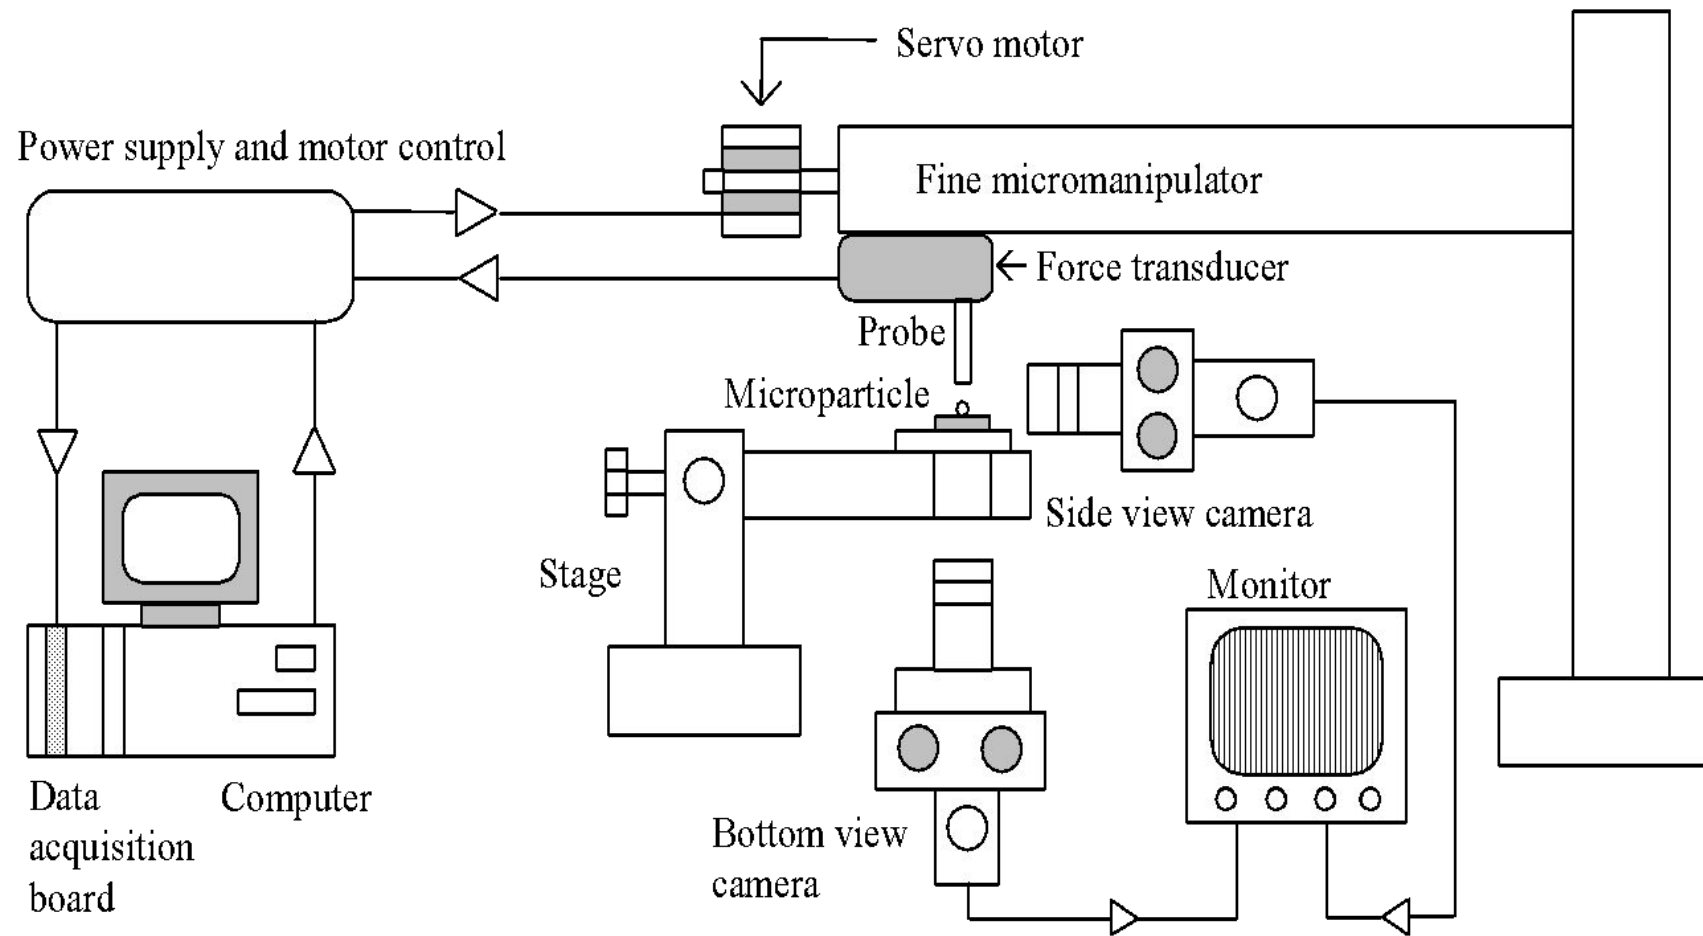 Servo motor
Power supply and motor control
Fine micromanipulator
Force transducer
Probe
Microparticle
Side view camera
Stage
Monitor
Data
acquisition
board
Computer
Bottom view
camera